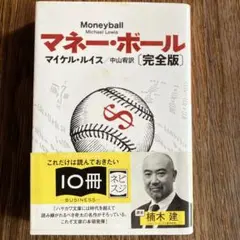 Moneyball
Michael Lewis
マネー・ボール
マイケル・ルイス/中山宥訳〔完全版〕
$
これだけは読んでおきたい
10冊
ビジネス
-BUSINESS-
楠木 建